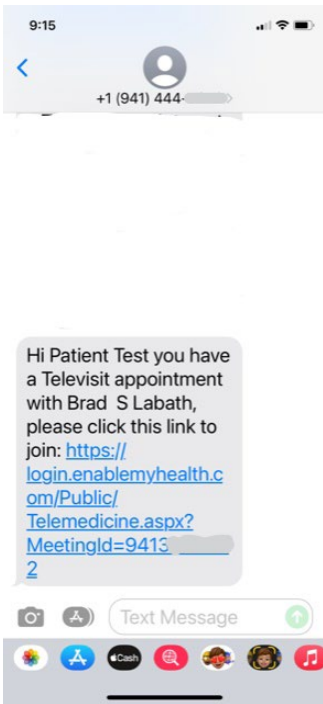 9:15
+1 (941) 444-
Hi Patient Test you have
a Televisit appointment
with Brad S Labath,
please click this link to
join: https://
login.enablemyhealth.c
om/Public/
Telemedicine.aspx?
MeetingId=9413
2
Text Message
Cash